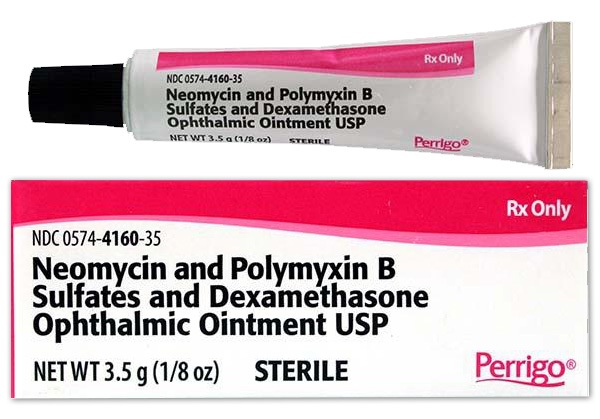 Rx Only
NDC 0574-4160-35
Neomycin and Polymyxin B
Sulfates and Dexamethasone
Ophthalmic Ointment USP
NET WT 3.5 g (1/8 oz) STERILE
Perrigo®
Rx Only
NDC 0574-4160-35
Neomycin and Polymyxin B
Sulfates and Dexamethasone
Ophthalmic Ointment USP
NET WT 3.5 g (1/8 oz) STERILE
Perrigo®